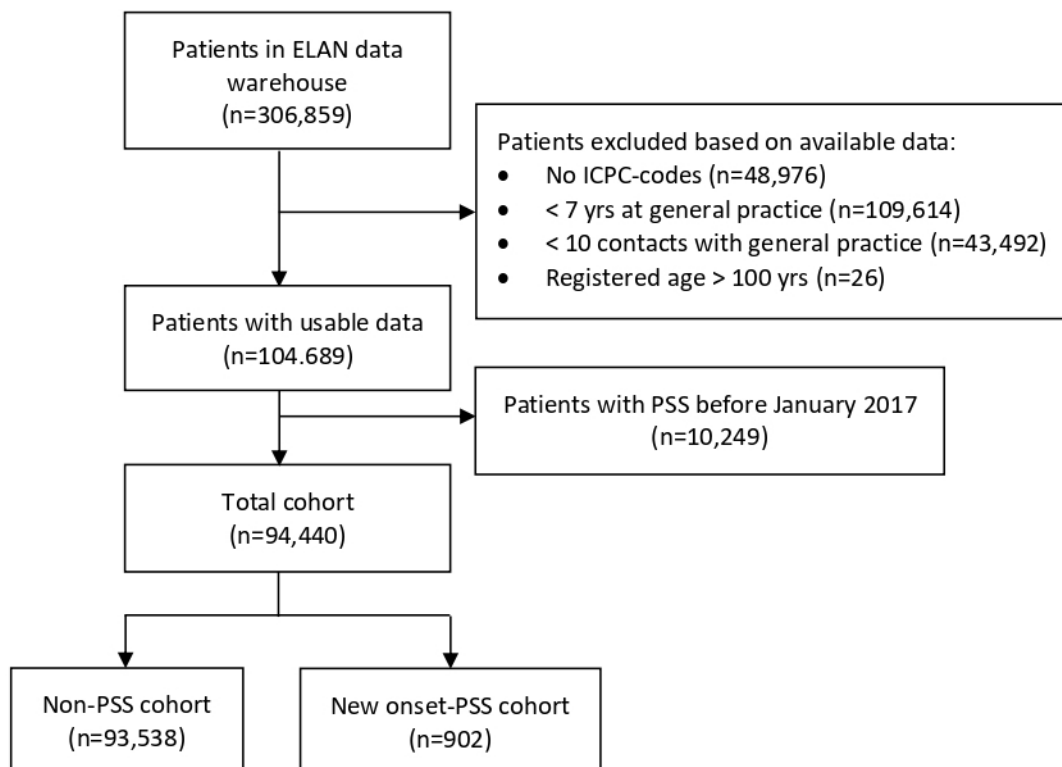 Patients in ELAN data
warehouse
(n=306,859)
Patients excluded based on available data:
• No ICPC-codes (n=48,976)
• < 7 yrs at general practice (n=109,614)
• < 10 contacts with general practice (n=43,492)
• Registered age > 100 yrs (n=26)
Patients with usable data
(n=104.689)
Patients with PSS before January 2017
(n=10,249)
Total cohort
(n=94,440)
Non-PSS cohort
(n=93,538)
New onset-PSS cohort
(n=902)